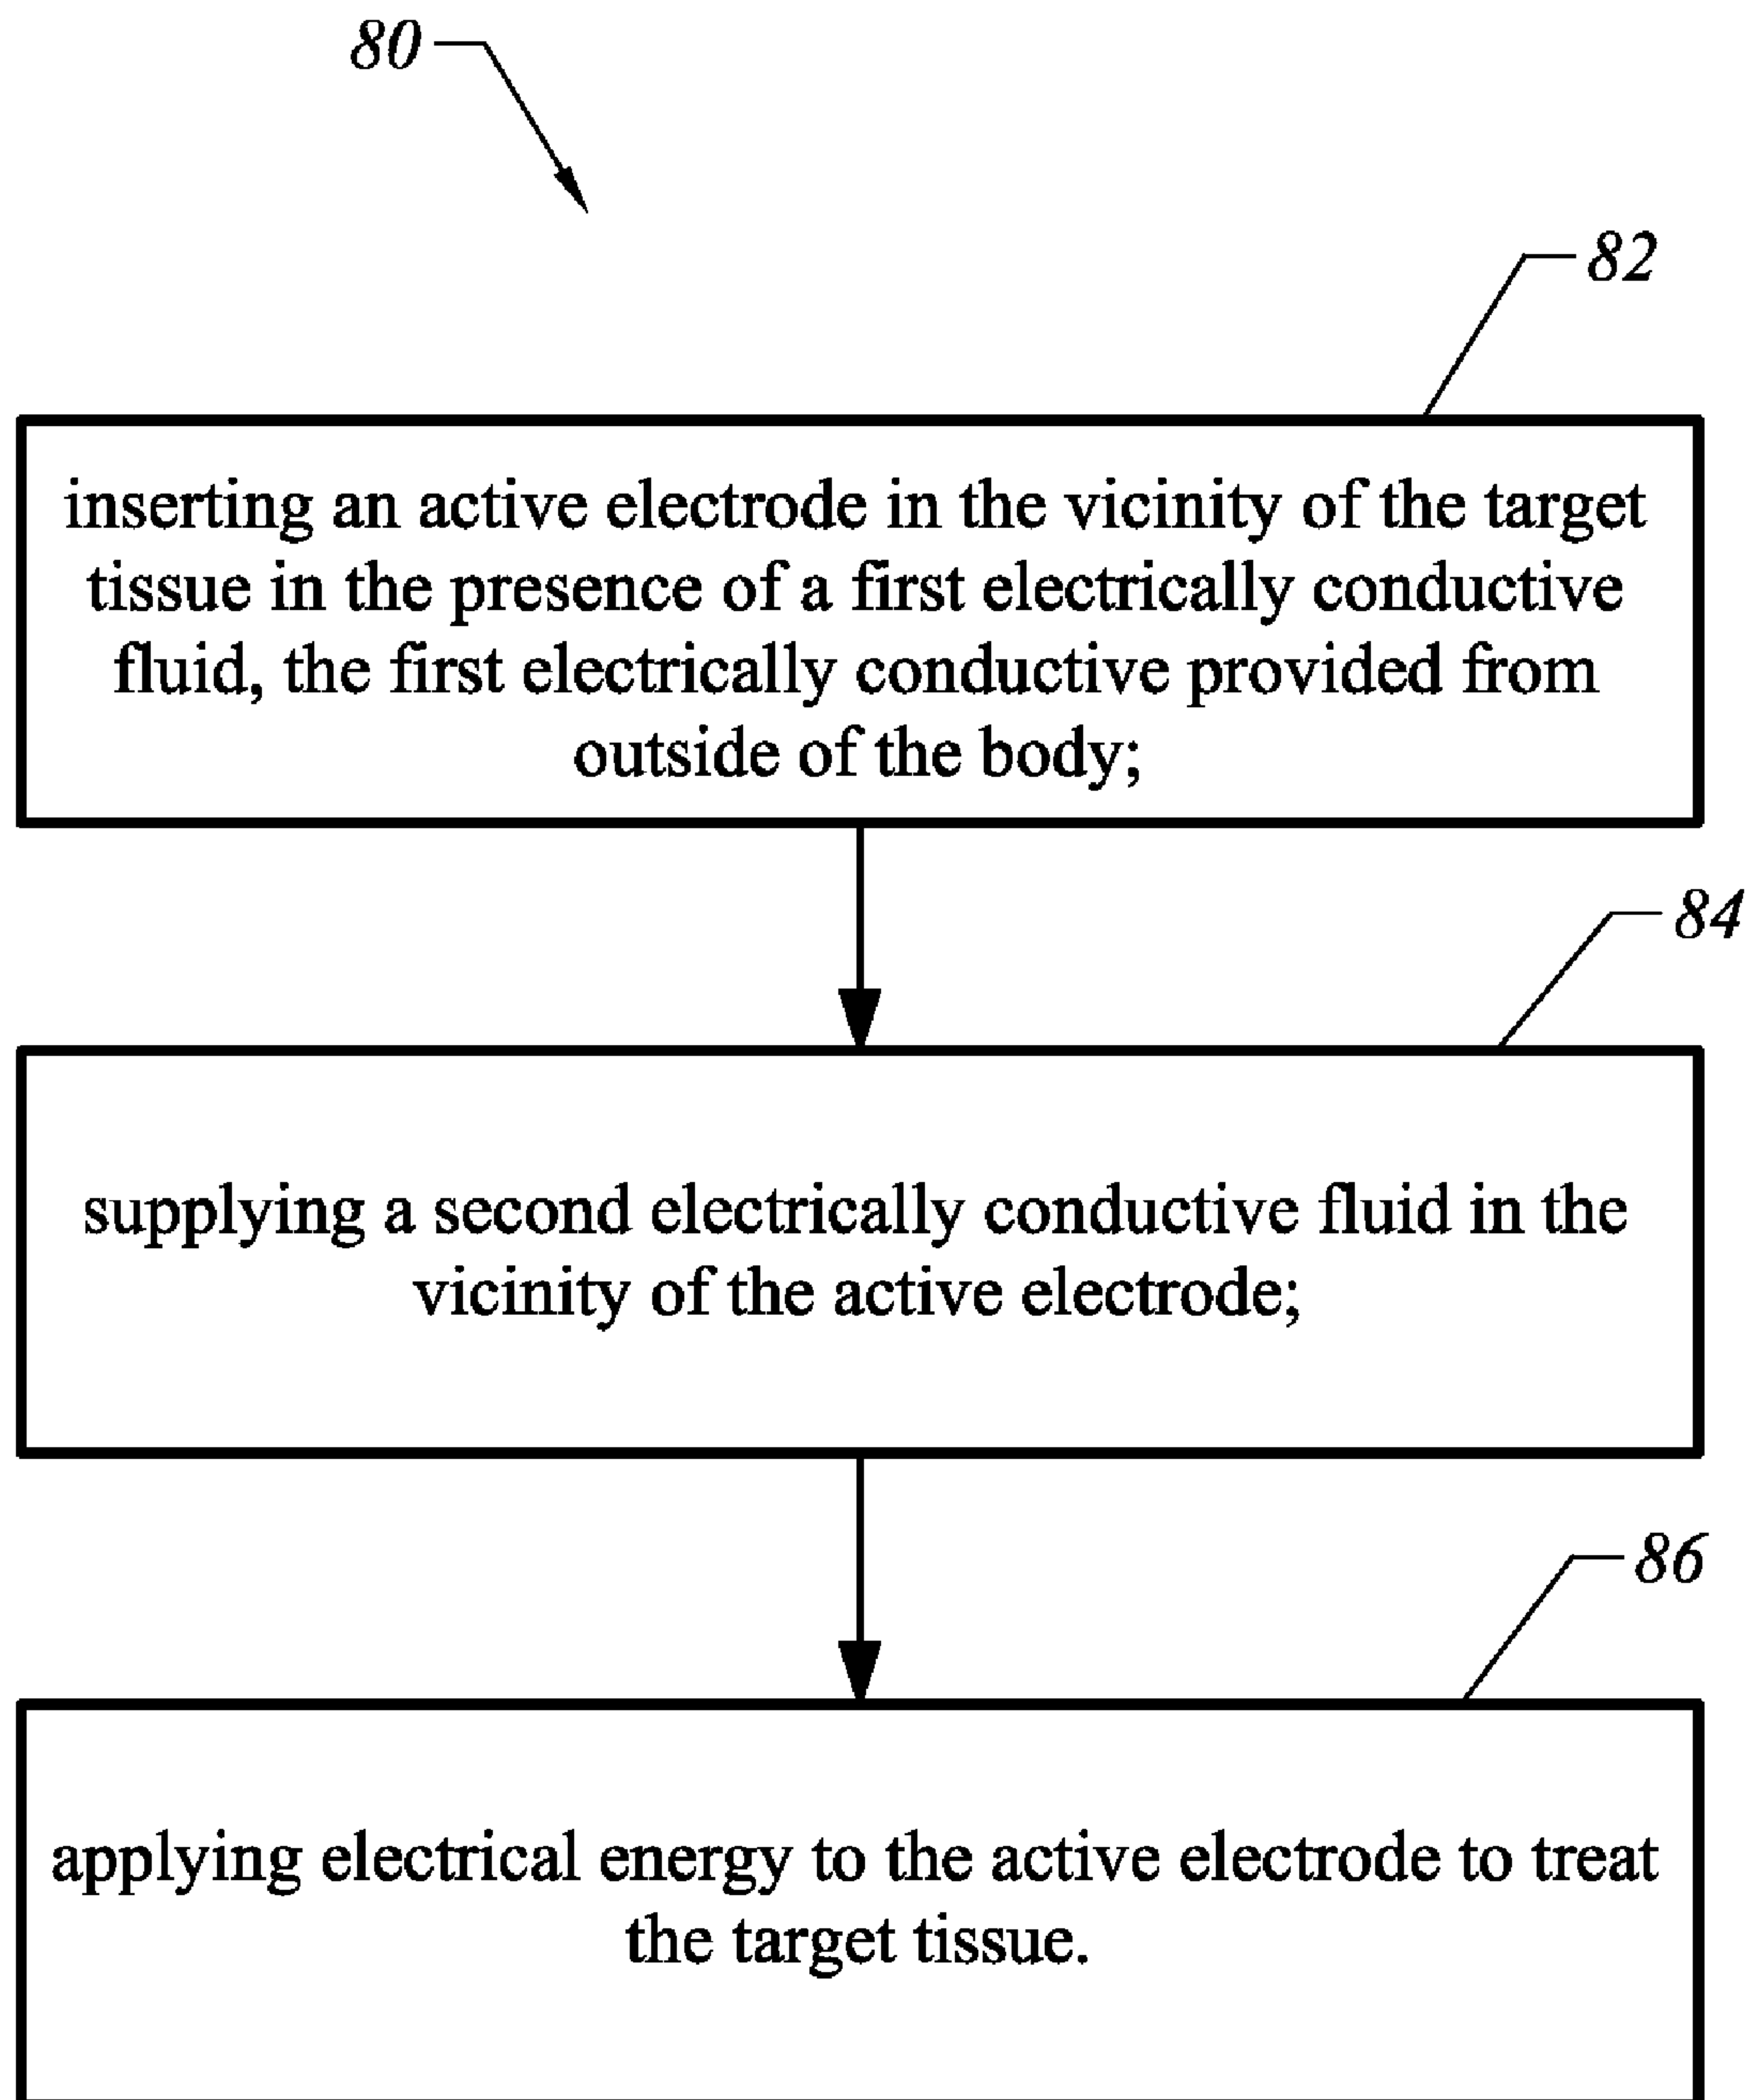 80
82
inserting an active electrode in the vicinity of the target
tissue in the presence of a first electrically conductive
fluid, the first electrically conductive provided from
outside of the body;
84
supplying a second electrically conductive fluid in the
vicinity of the active electrode;
86
applying electrical energy to the active electrode to treat
the target tissue.